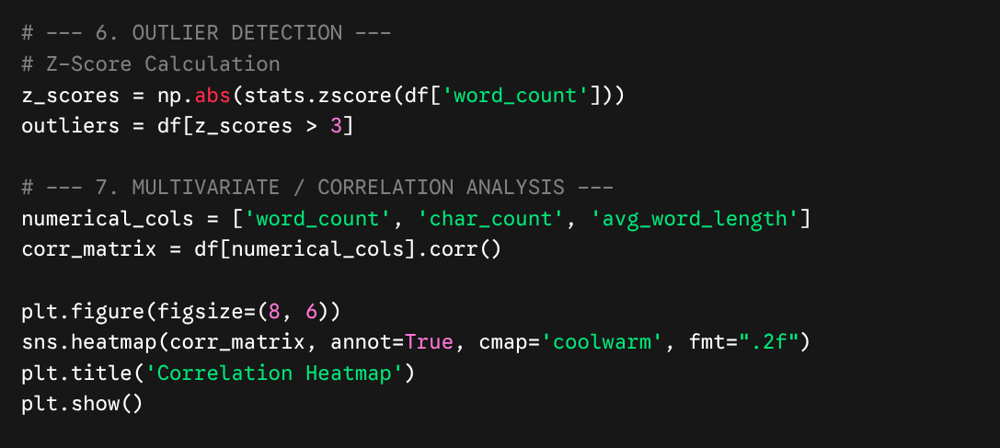 # --- 6. OUTLIER DETECTION ---
# Z-Score Calculation
z_scores = np.abs(stats.zscore(df['word_count']))
outliers = df[z_scores > 3]
# --- 7. MULTIVARIATE / CORRELATION ANALYSIS ---
numerical_cols = ['word_count', 'char_count', 'avg_word_length']
corr_matrix = df[numerical_cols].corr()
plt.figure(figsize=(8, 6))
sns.heatmap(corr_matrix, annot=True, cmap='coolwarm', fmt=".2f")
plt.title('Correlation Heatmap')
plt.show()